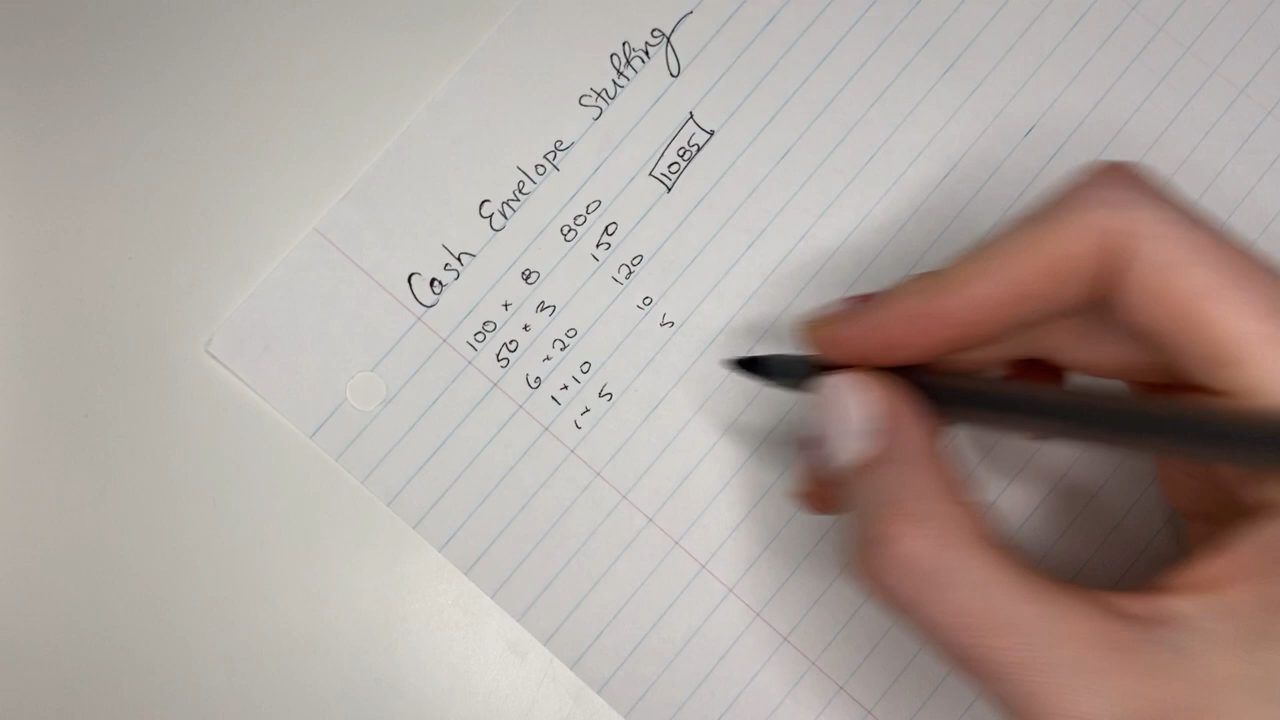 Cash Envelope Stuffing
100 x 8 800 1085
50 x 3 150
6 x 20 120
1 x 10 10
1 x 5 5